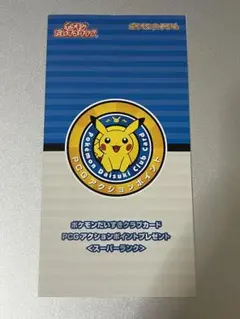 ポケモン
だいすきクラブ
Pokémon Daisuki Club Card
PCGアクションポイント
ポケモンだいすきクラブカード
PCGアクションポイントプレゼント
<スーパーランク>